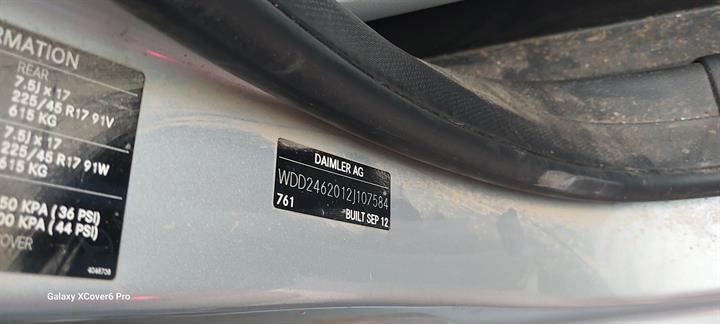 RMATION
REAR
7.5J x 17
225/45 R17 91V
615 KG
7.5J x 17
225/45 R17 91W
615 KG
50 KPA (36 PSI)
00 KPA (44 PSI)
OVER
DAIMLER AG
WDD2462012J107584
761 BUILT SEP 12
Galaxy XCover6 Pro